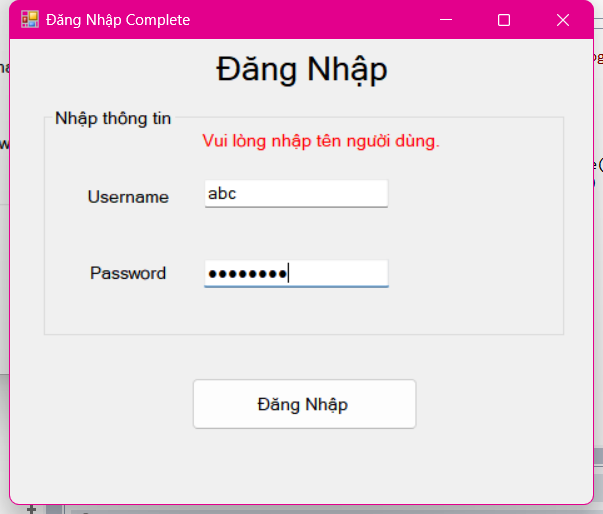 Đăng Nhập Complete
Đăng Nhập
Nhập thông tin
Vui lòng nhập tên người dùng.
Username
abc
Password
••••••••
Đăng Nhập